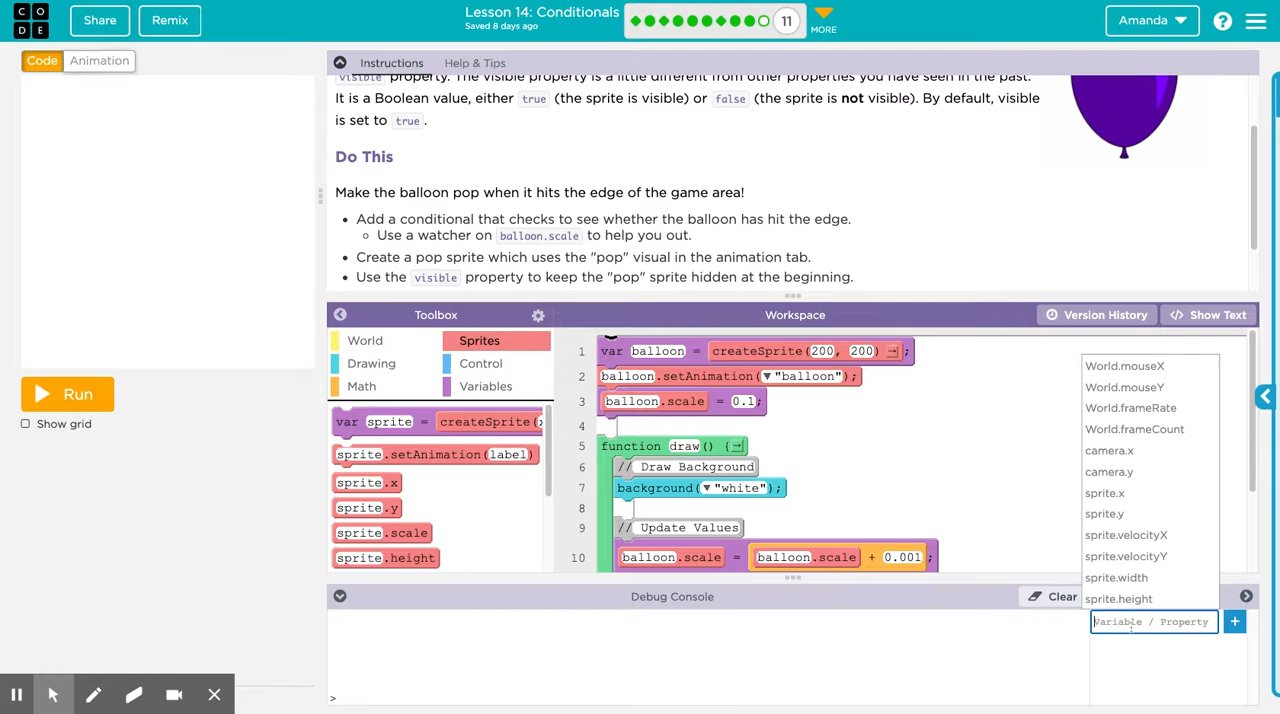 C O
D E
Share
Remix
Lesson 14: Conditionals
Saved 8 days ago
11
MORE
Amanda
?
Code
Animation
Instructions
Help & Tips
visible property. The visible property is a little different from other properties you have seen in the past.
It is a Boolean value, either true (the sprite is visible) or false (the sprite is not visible). By default, visible
is set to true .
Do This
Make the balloon pop when it hits the edge of the game area!
Add a conditional that checks to see whether the balloon has hit the edge.
Use a watcher on balloon.scale to help you out.
Create a pop sprite which uses the "pop" visual in the animation tab.
Use the visible property to keep the "pop" sprite hidden at the beginning.
Run
Show grid
Toolbox
World
Sprites
Drawing
Control
Math
Variables
var sprite = createSprite(
sprite.setAnimation(label)
sprite.x
sprite.y
sprite.scale
sprite.height
Workspace
Version History
</> Show Text
1 var balloon = createSprite(200, 200) ;
2 balloon.setAnimation("balloon");
3 balloon.scale = 0.1;
4
5 function draw() {
6 // Draw Background
7 background("white");
8
9 // Update Values
10 balloon.scale = balloon.scale + 0.001;
World.mouseX
World.mouseY
World.frameRate
World.frameCount
camera.x
camera.y
sprite.x
sprite.y
sprite.velocityX
sprite.velocityY
sprite.width
sprite.height
Debug Console
Clear
Variable / Property
+
>